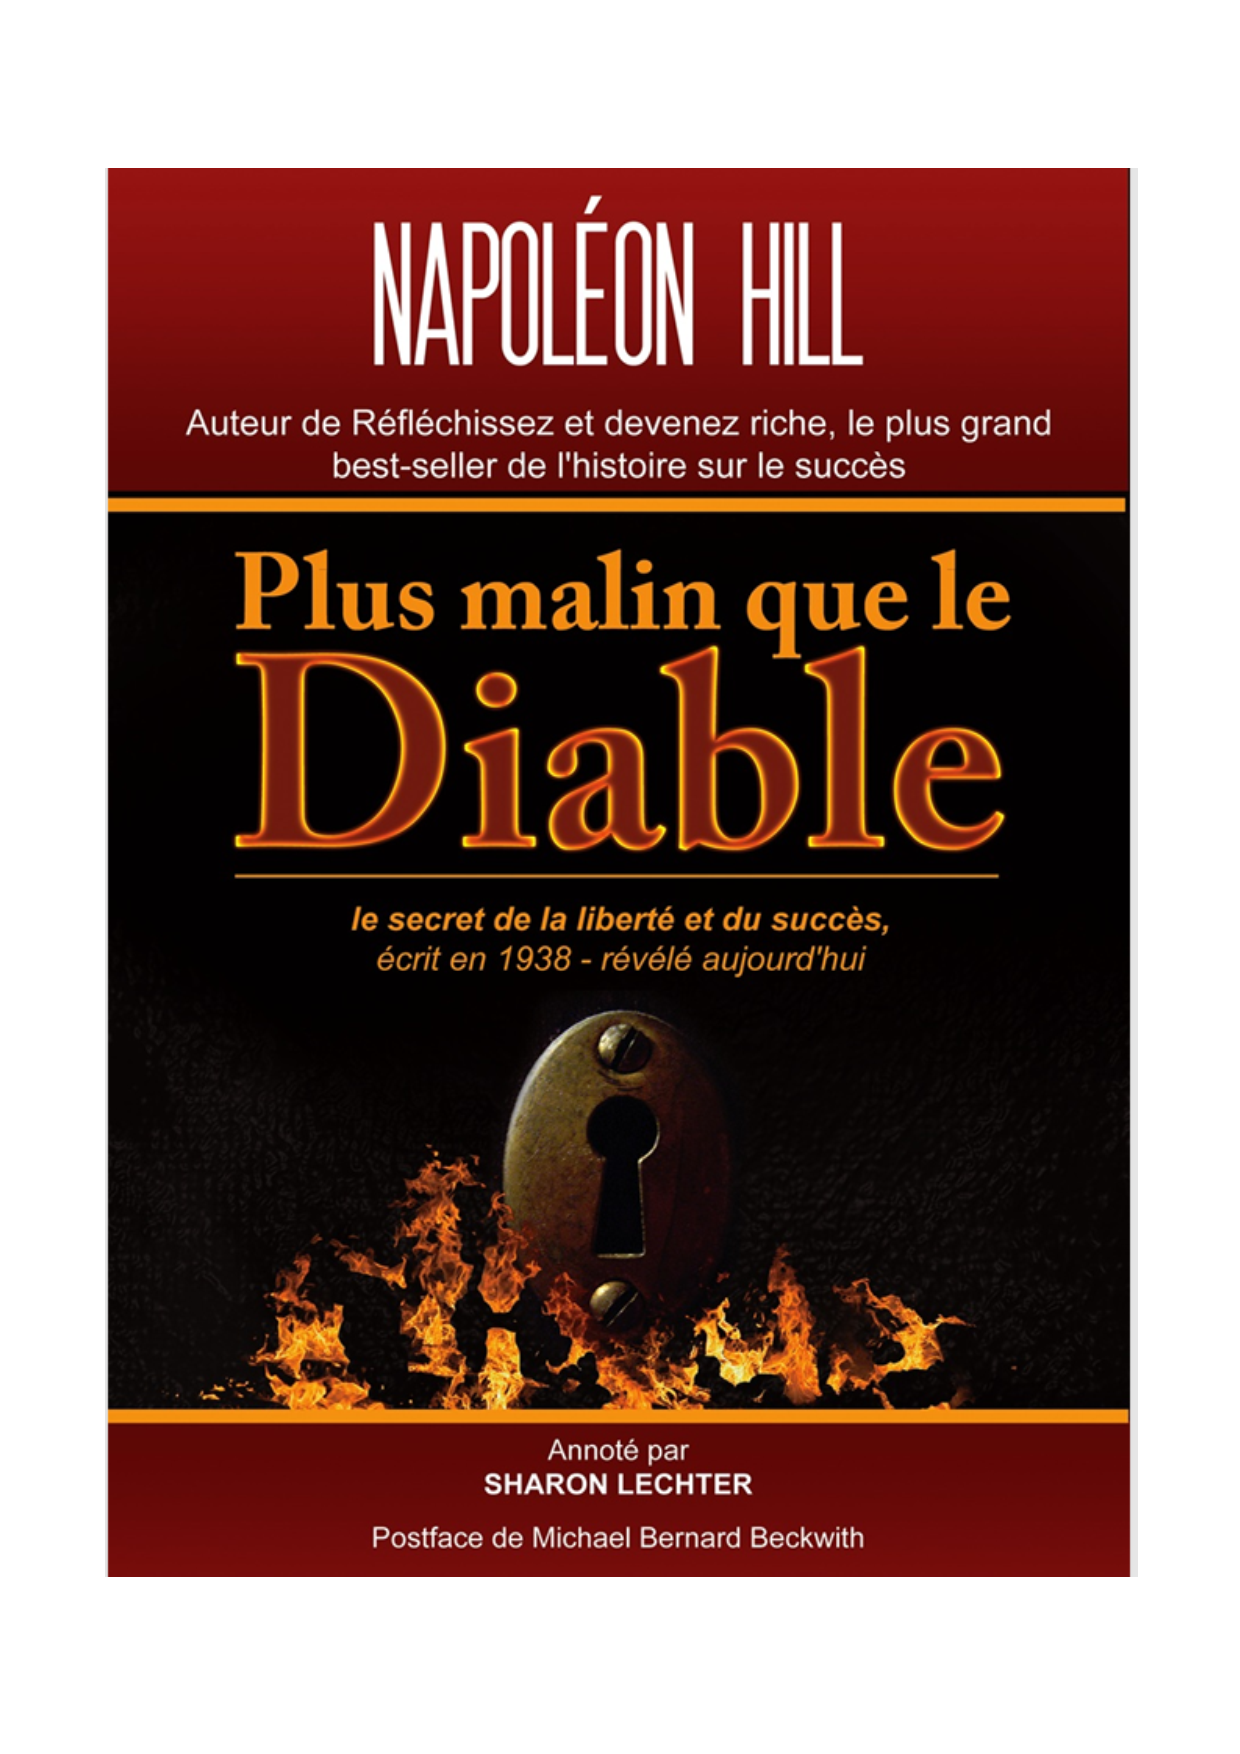 NAPOLÉON HILL
Auteur de Réfléchissez et devenez riche, le plus grand
best-seller de l'histoire sur le succès
Plus malin que le
Diable
le secret de la liberté et du succès,
écrit en 1938 - révélé aujourd'hui
Annoté par
SHARON LECHTER
Postface de Michael Bernard Beckwith